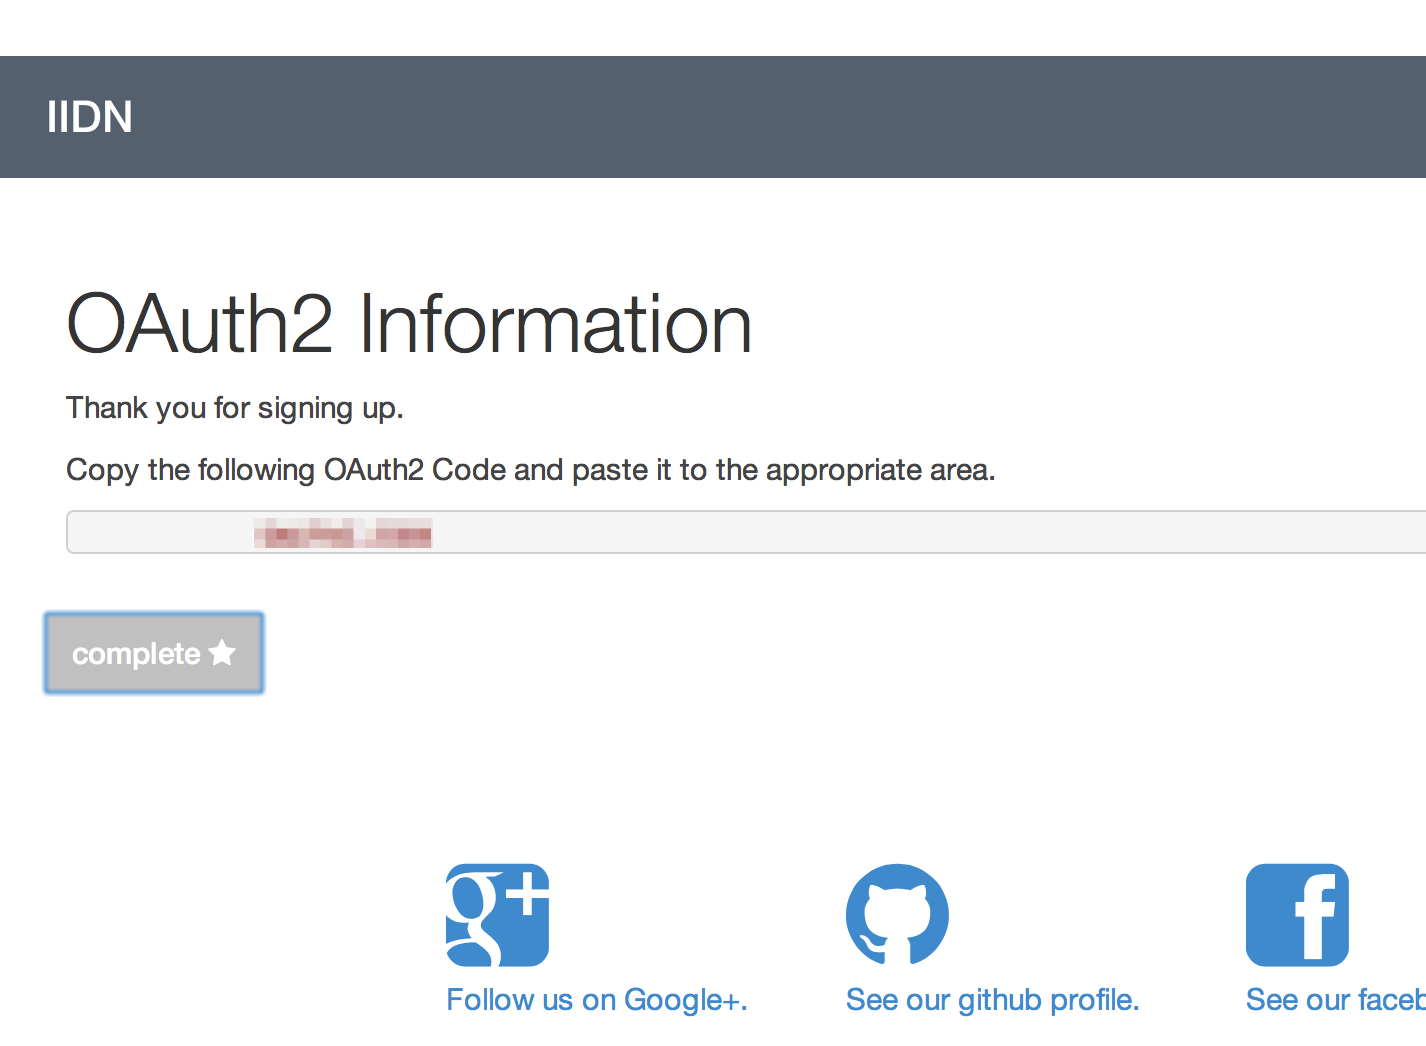 IIDN
OAuth2 Information
Thank you for signing up.
Copy the following OAuth2 Code and paste it to the appropriate area.
complete
g+
Follow us on Google+.
See our github profile.
f
See our faceb